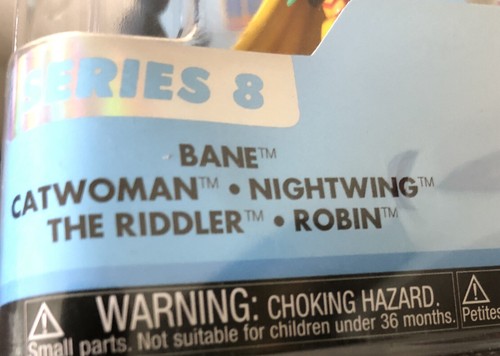 SERIES 8
BANE™
CATWOMAN™ • NIGHTWING™
THE RIDDLER™ • ROBIN™
WARNING: CHOKING HAZARD.
Small parts. Not suitable for children under 36 months.
Petites